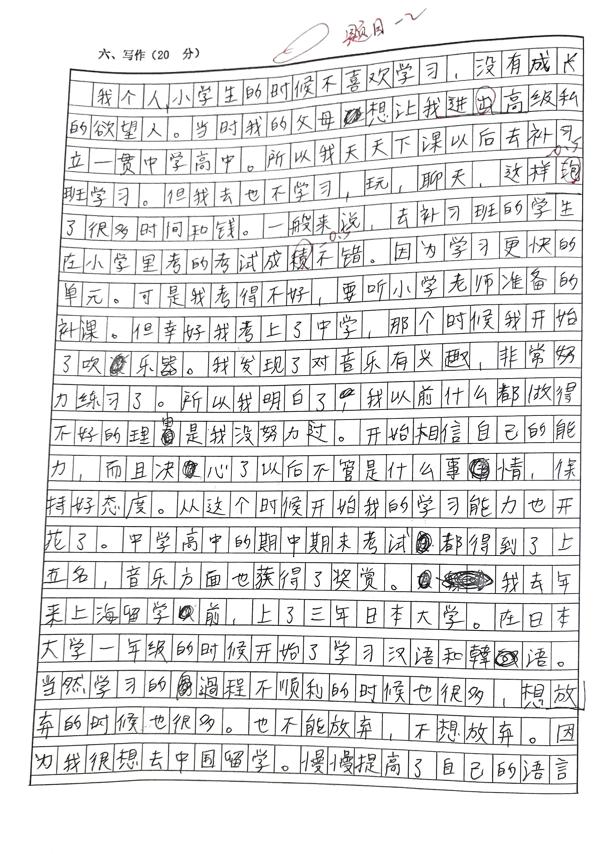 题目-2
六、写作(20 分)
我个人,小学生的时候不喜欢学习,没有成长
的欲望人。当时我的父母想让我进出高级私
立一贯中学高中。所以我天天下课以后去补习
班学习。但我去也不学习,玩,聊天,这样
0.5
了很多时间和钱。一般来说,去补习班的学生
0.5
在小学里考的考试成绩不错。因为学习更快的
单元。可是我考得不好,要听小学老师准备的
补课。但幸好我考上了中学,那个时候我开始
了吹乐器。我发现了对音乐有兴趣,非常努
力练习了。所以我明白了,我以前什么都做得
不好的理由是我没努力过。开始相信自己的能
力,而且决心了以后不管是什么事情,保
持好态度。从这个时候开始我的学习能力也开
花了。中学高中的期中期末考试都得到了上
五名,音乐方面也获得了奖赏。我去年
来上海留学前,上了三年日本大学。在日本
大学一年级的时候开始了学习汉语和韓语。
当然学习的過程不顺利的时候也很多,想放
弃的时候也很多。也不能放弃,不想放弃。因
为我很想去中国留学。慢慢提高了自己的语言